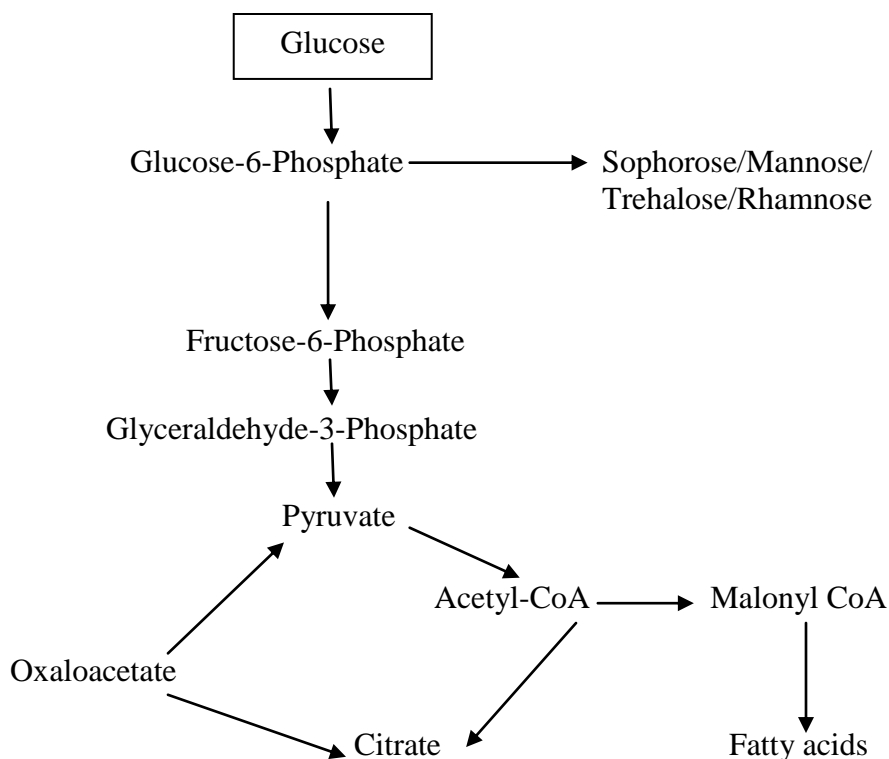 Glucose
Glucose-6-Phosphate
Sophorose/Mannose/
Trehalose/Rhamnose
Fructose-6-Phosphate
Glyceraldehyde-3-Phosphate
Pyruvate
Acetyl-CoA
Malonyl CoA
Oxaloacetate
Citrate
Fatty acids